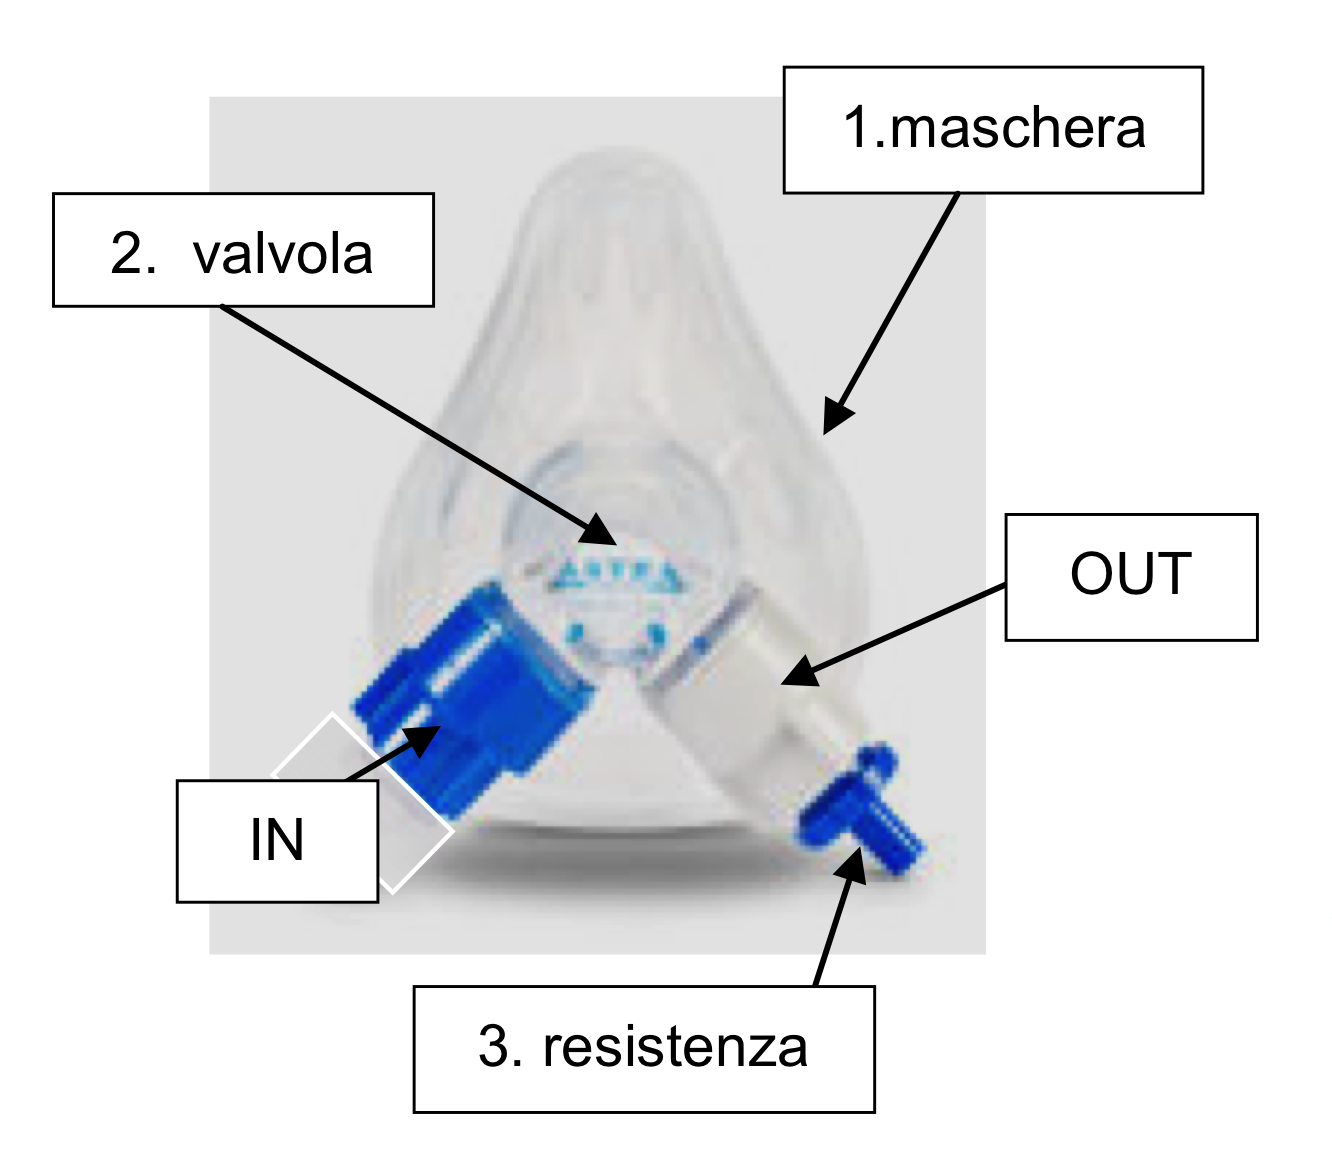 1.maschera
2. valvola
OUT
IN
3. resistenza